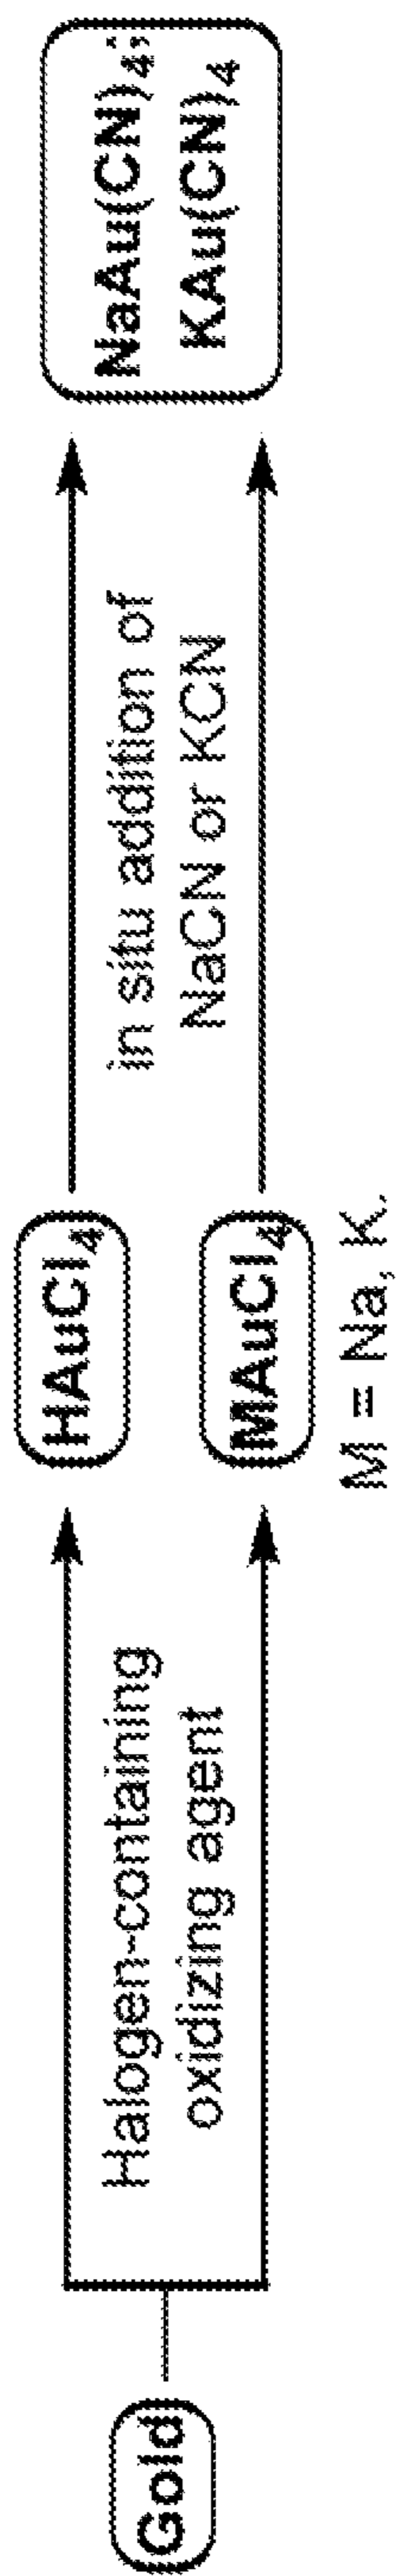 Gold
Halogen-containing
oxidizing agent
HAuCl₄
MAuCl₄
M = Na, K.
in situ addition of
NaCN or KCN
NaAu(CN)₄;
KAu(CN)₄